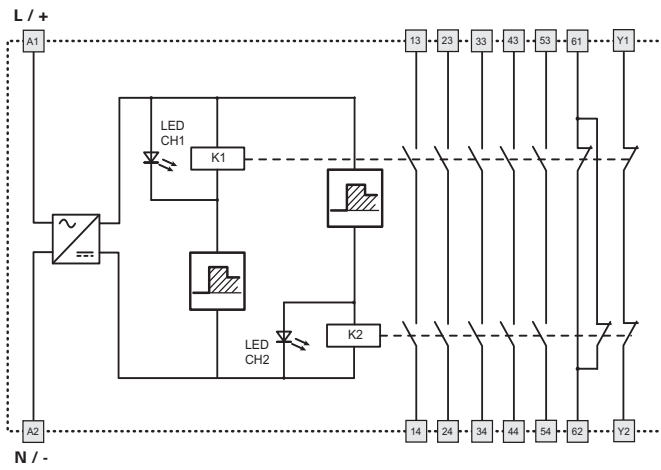 L / +
A1 13 23 33 43 53 61 Y1
LED
CH1
K1
LED
CH2
K2
A2 14 24 34 44 54 62 Y2
N / -